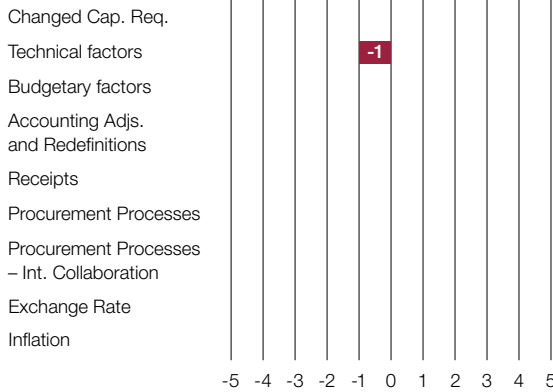 Changed Cap. Req.
Technical factors
-1
Budgetary factors
Accounting Adjs.
and Redefinitions
Receipts
Procurement Processes
Procurement Processes
– Int. Collaboration
Exchange Rate
Inflation
-5 -4 -3 -2 -1 0 1 2 3 4 5